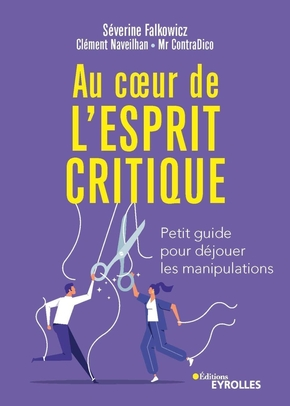 Séverine Falkowicz
Clément Naveilhan • Mr ContraDico
Au cœur de
L'ESPRIT
CRITIQUE
Petit guide
pour déjouer
les manipulations
Éditions
EYROLLES